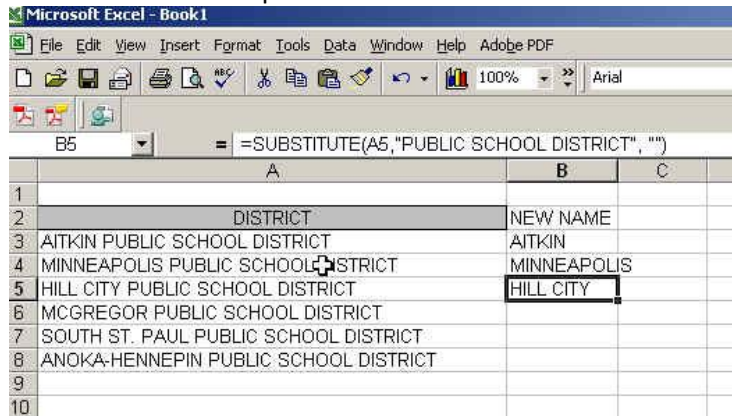 Microsoft Excel - Book1
File Edit View Insert Format Tools Data Window Help Adobe PDF
ABC 100% » Arial
B5 = =SUBSTITUTE(A5,"PUBLIC SCHOOL DISTRICT", "")
A B C
1
2 DISTRICT NEW NAME
3 AITKIN PUBLIC SCHOOL DISTRICT AITKIN
4 MINNEAPOLIS PUBLIC SCHOOL ISTRICT MINNEAPOLIS
5 HILL CITY PUBLIC SCHOOL DISTRICT HILL CITY
6 MCGREGOR PUBLIC SCHOOL DISTRICT
7 SOUTH ST. PAUL PUBLIC SCHOOL DISTRICT
8 ANOKA-HENNEPIN PUBLIC SCHOOL DISTRICT
9
10